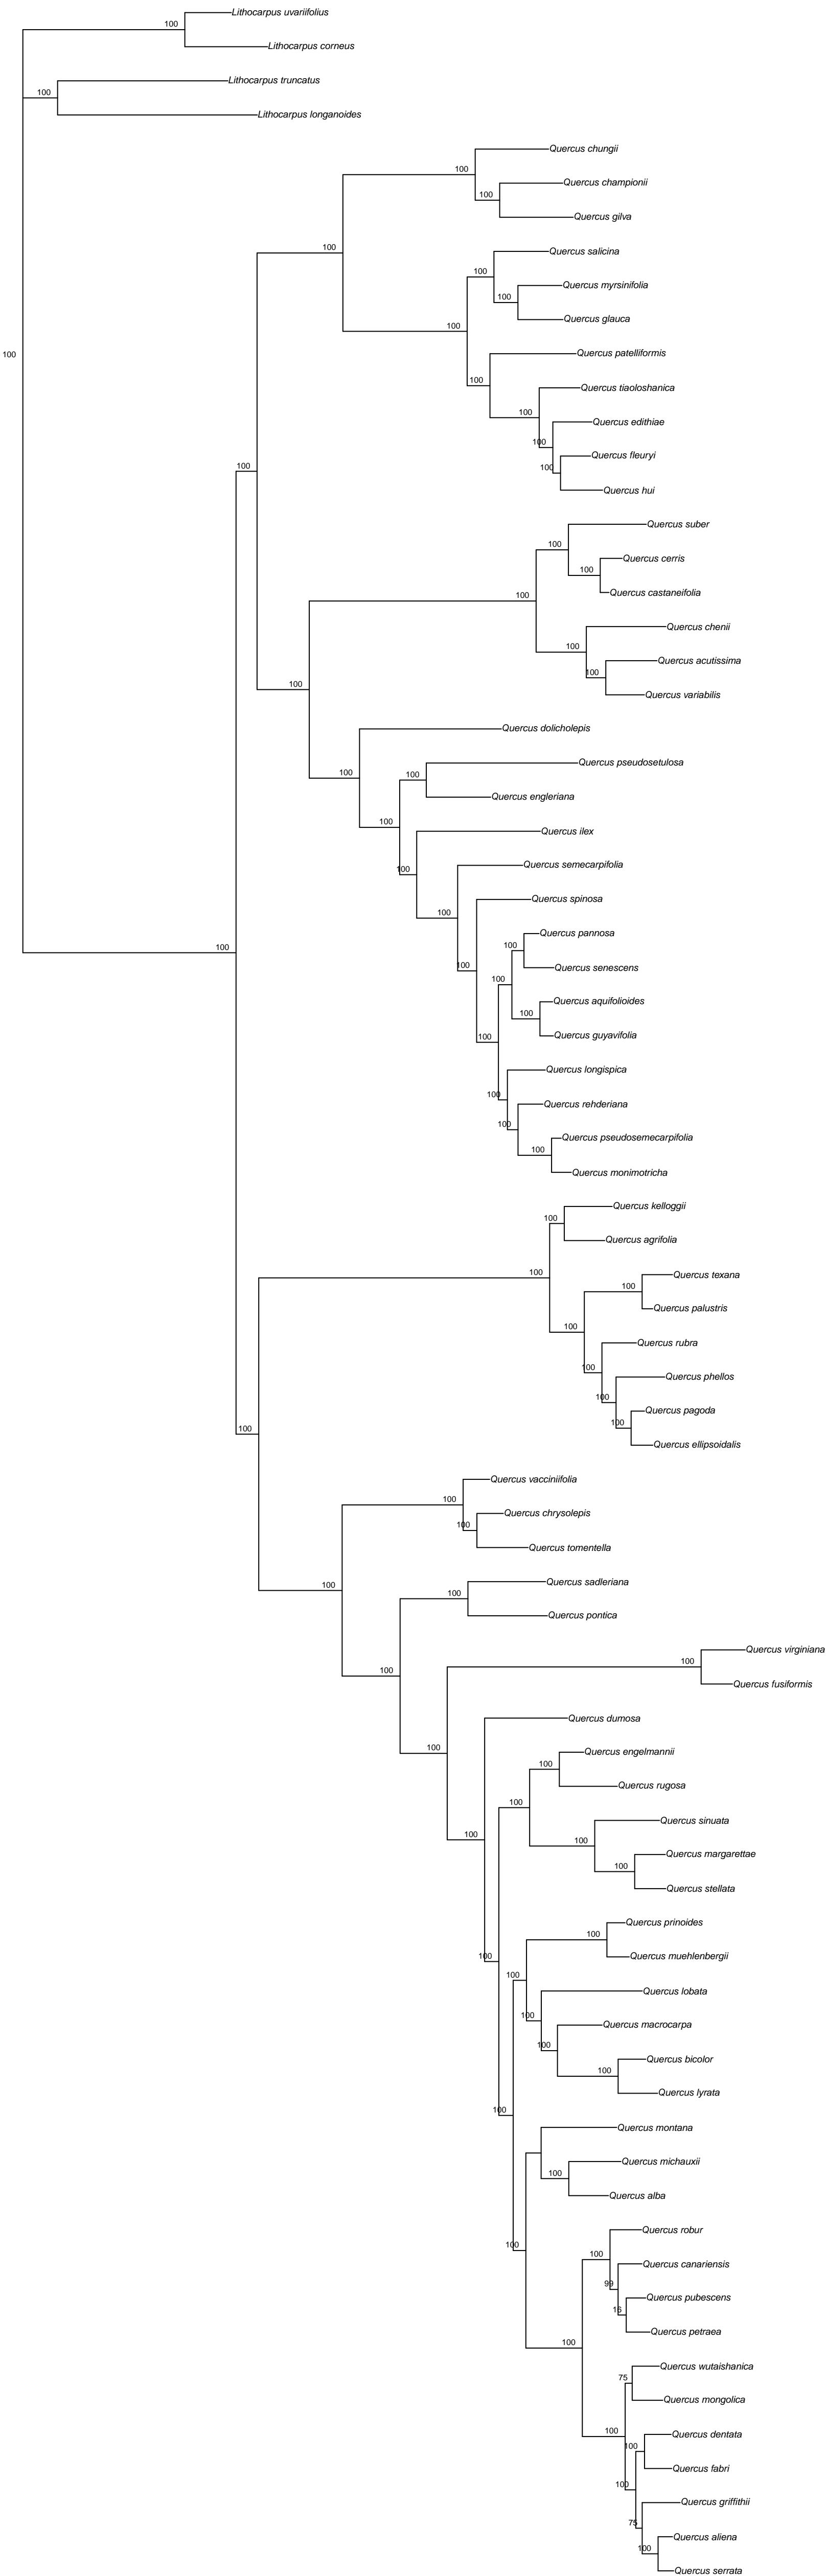 Lithocarpus uvariifolius
100
Lithocarpus corneus
Lithocarpus truncatus
100
Lithocarpus longanoides
Quercus chungii
100
Quercus championii
100
Quercus gilva
100
Quercus salicina
100
Quercus myrsinifolia
100
Quercus glauca
100
100
Quercus patelliformis
100
Quercus tiaoloshanica
100
Quercus edithiae
100
Quercus fleuryi
100
100
Quercus hui
Quercus suber
100
Quercus cerris
100
Quercus castaneifolia
100
Quercus chenii
100
Quercus acutissima
100
Quercus variabilis
100
Quercus dolicholepis
Quercus pseudosetulosa
100
100
Quercus engleriana
100
Quercus ilex
100
Quercus semecarpifolia
Quercus spinosa
100
Quercus pannosa
100
100
Quercus senescens
100
Quercus aquifolioides
100
Quercus guyavifolia
100
100
Quercus longispica
100
Quercus rehderiana
100
Quercus pseudosemecarpifolia
100
Quercus monimotricha
Quercus kelloggii
100
Quercus agrifolia
100
Quercus texana
100
Quercus palustris
100
Quercus rubra
100
Quercus phellos
100
Quercus pagoda
100
100
Quercus ellipsoidalis
Quercus vacciniifolia
100
Quercus chrysolepis
100
Quercus tomentella
Quercus sadleriana
100
100
Quercus pontica
Quercus virginiana
100
100
Quercus fusiformis
Quercus dumosa
100
Quercus engelmannii
100
Quercus rugosa
100
Quercus sinuata
100
100
Quercus margarettae
100
Quercus stellata
Quercus prinoides
100
Quercus muehlenbergii
100
100
Quercus lobata
100
Quercus macrocarpa
100
Quercus bicolor
100
Quercus lyrata
100
Quercus montana
Quercus michauxii
100
Quercus alba
Quercus robur
100
100
Quercus canariensis
99
Quercus pubescens
16
Quercus petraea
100
Quercus wutaishanica
75
Quercus mongolica
100
Quercus dentata
100
Quercus fabri
100
Quercus griffithii
75
Quercus aliena
100
Quercus serrata